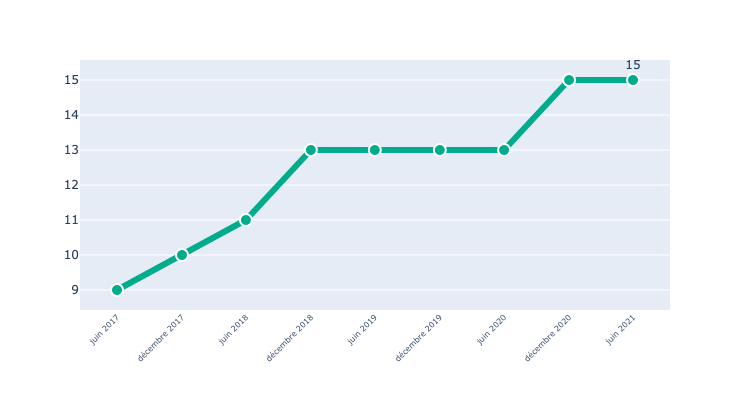 15
15
14
13
12
11
10
9
juin 2017
décembre 2017
juin 2018
décembre 2018
juin 2019
décembre 2019
juin 2020
décembre 2020
juin 2021